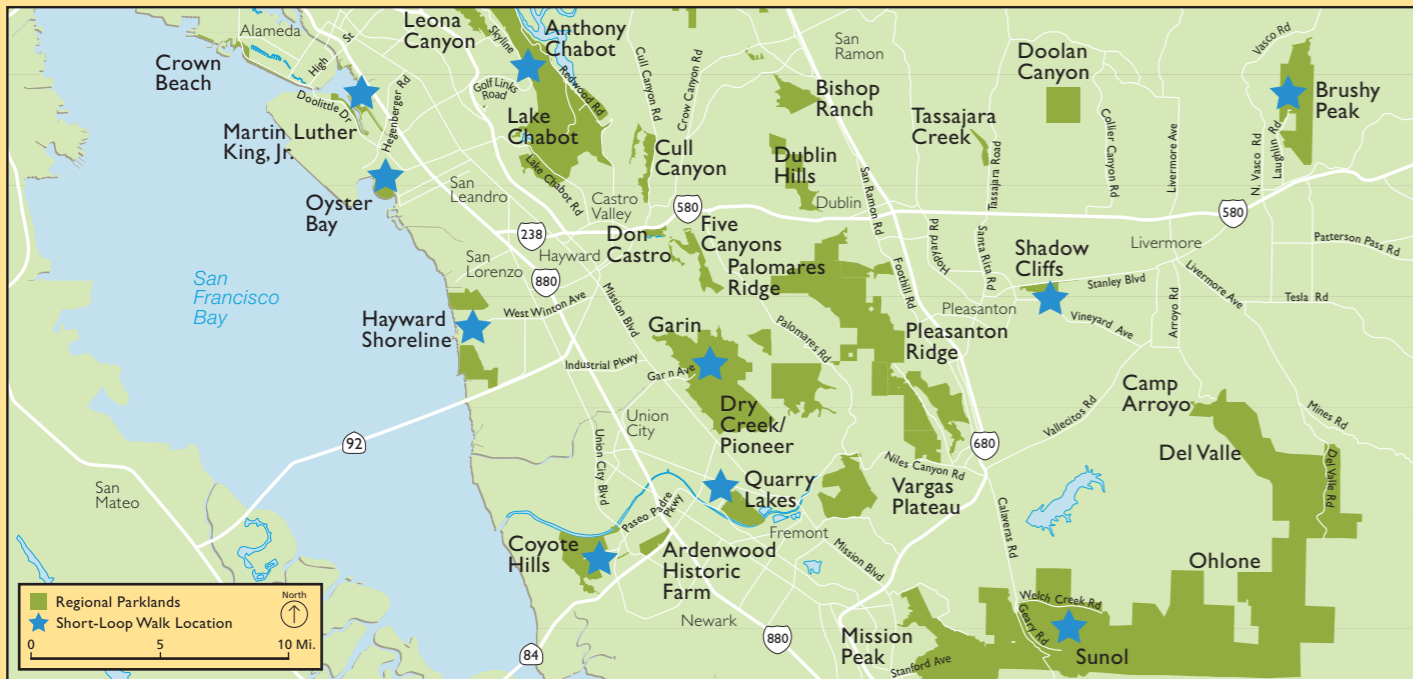 Leona
Canyon
Skyline
Anthony
Chabot
Alameda
High St
Crown
Beach
Doolittle Dr
Hegenberger Rd
Golf Links
Road
Redwood Rd
Cull Canyon Rd
Crow Canyon Rd
San
Ramon
Doolan
Canyon
Vasco Rd
Brushy
Peak
Martin Luther
King, Jr.
Lake
Chabot
Bishop
Ranch
Tassajara
Creek
Cull
Canyon
Dublin
Hills
Dublin
San Ramon Rd
Tassajara Road
Collier Canyon Rd
Livermore Ave
N. Vasco Rd
Laughlin Rd
Oyster
Bay
San
Leandro
Lake Chabot Rd
Castro
Valley
580
580
238
Don
Castro
Five
Canyons
Palomares
Ridge
Hopyard Rd
Santa Rita Rd
Shadow
Cliffs
Livermore
Patterson Pass Rd
San
Lorenzo
Hayward
880
San
Francisco
Bay
Foothill Rd
Stanley Blvd
Livermore Ave
Tesla Rd
Hayward
Shoreline
West Winton Ave
Mission Blvd
Garin
Palomares Rd
Pleasanton
Vineyard Ave
Arroyo Rd
Pleasanton
Ridge
Industrial Pkwy
Gar n Ave
Dry
Creek/
Pioneer
Camp
Arroyo
Mines Rd
Union
City
92
680
Vallecitos Rd
Del Valle
Del Valle Rd
San
Mateo
Union City Blvd
Quarry
Lakes
Niles Canyon Rd
Vargas
Plateau
Paseo Padre
Pkwy
Fremont
Mission Blvd
Calaveras Rd
Coyote
Hills
Ardenwood
Historic
Farm
Ohlone
Newark
Welch Creek Rd
Geary Rd
880
84
Mission
Peak
Stanford Ave
Sunol
Regional Parklands
Short-Loop Walk Location
North
0 5 10 Mi.